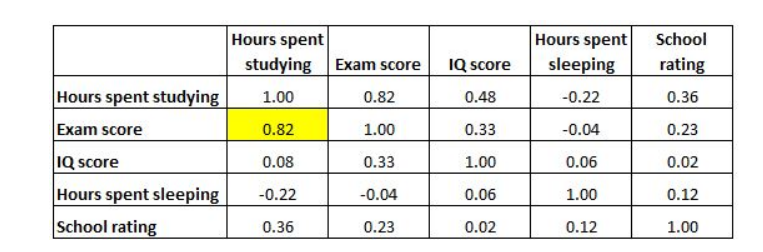 Hours spent studying Exam score IQ score Hours spent sleeping School rating
Hours spent studying 1.00 0.82 0.48 -0.22 0.36
Exam score 0.82 1.00 0.33 -0.04 0.23
IQ score 0.08 0.33 1.00 0.06 0.02
Hours spent sleeping -0.22 -0.04 0.06 1.00 0.12
School rating 0.36 0.23 0.02 0.12 1.00